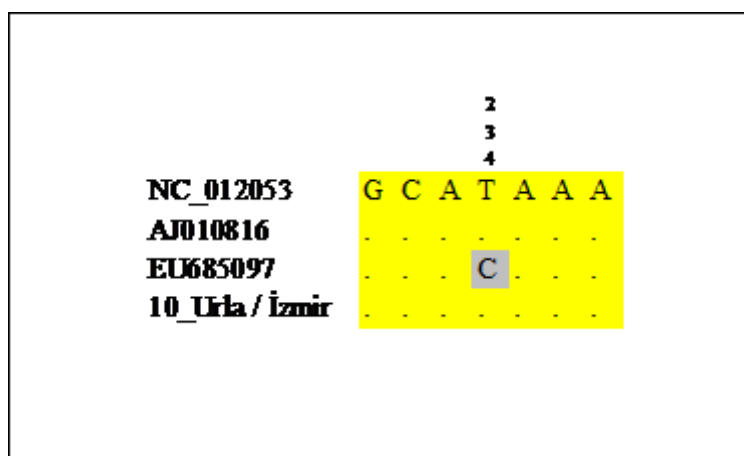 2
3
4
NC_012053 G C A T A A A
AJ010816 . . . . . . .
EU685097 . . . C . . .
10_Urla / İzmir . . . . . . .